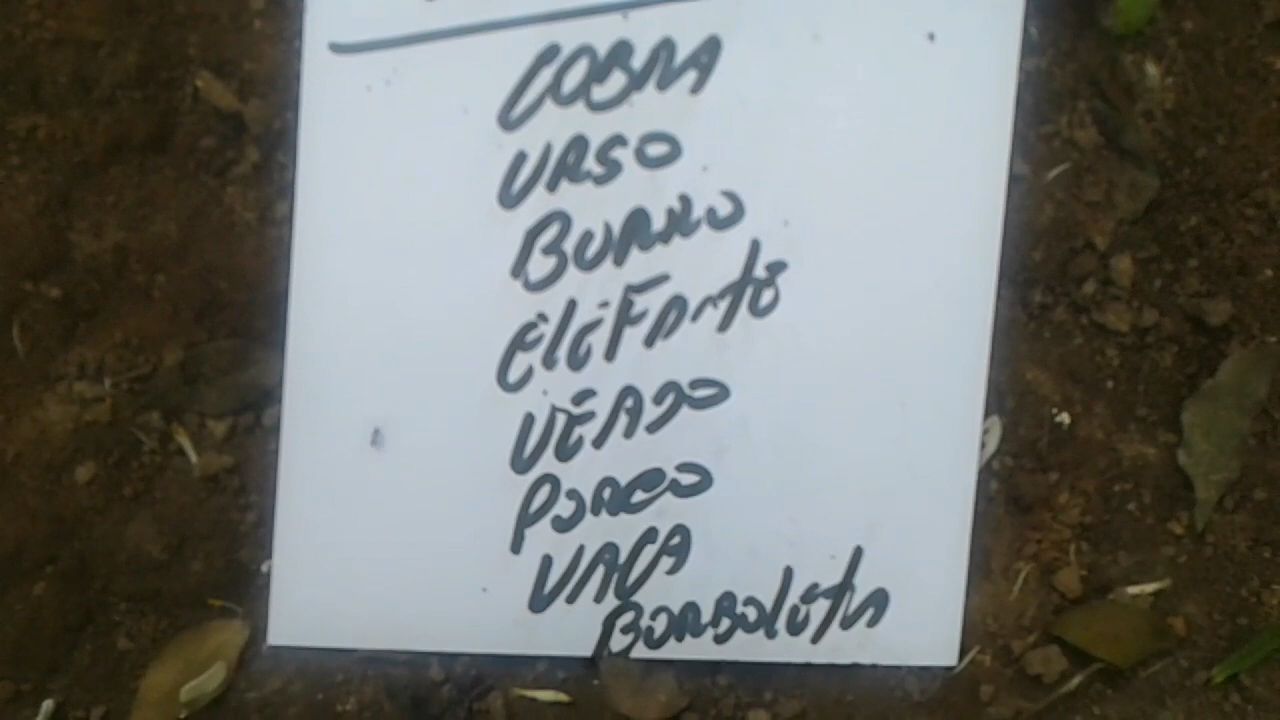 COBRA
URSO
BURRO
ElEFANtE
VEADO
PORCO
VACA
BORBOlEtA